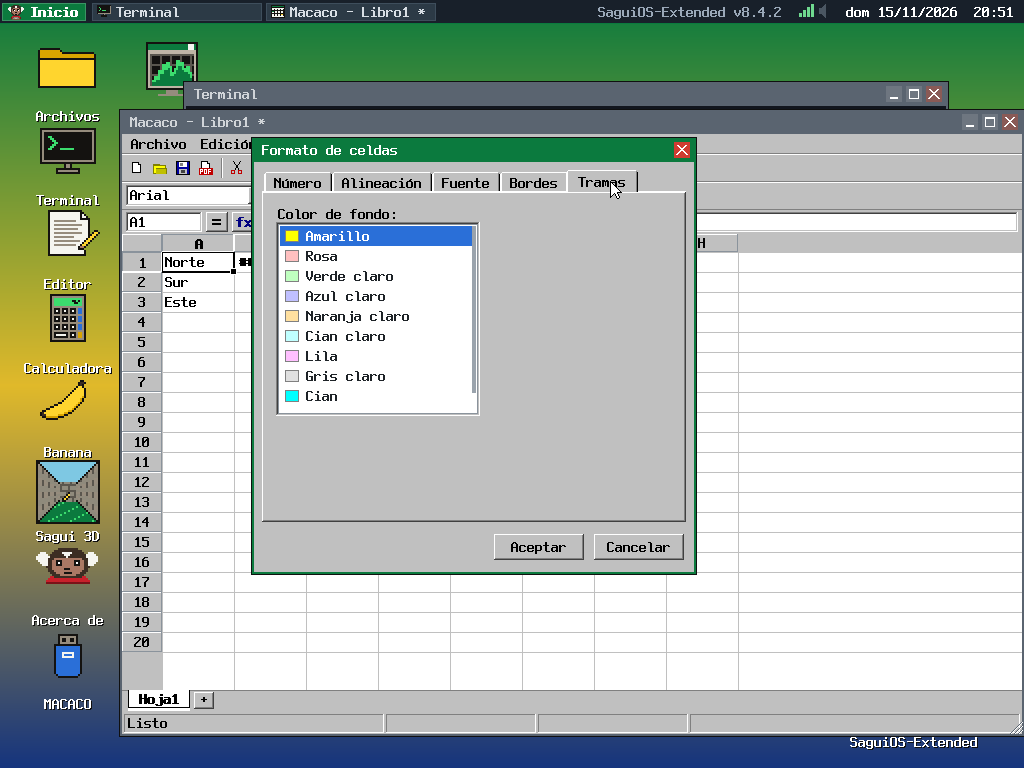 Inicio
Terminal
Macaco - Libro1 *
SaguiOS-Extended v8.4.2
dom 15/11/2026
20:51
Archivos
Terminal
Editor
Calculadora
Banana
Sagui 3D
Acerca de
MACACO
Terminal
Macaco - Libro1 *
Archivo
PDF
Arial
A1
=
fx
A
H
1 Norte
2 Sur
3 Este
4
5
6
7
8
9
10
11
12
13
14
15
16
17
18
19
20
Formato de celdas
Número
Alineación
Fuente
Bordes
Tramas
Color de fondo:
Amarillo
Rosa
Verde claro
Azul claro
Naranja claro
Cian claro
Lila
Gris claro
Cian
Aceptar
Cancelar
Hoja1
+
Listo
SaguiOS-Extended